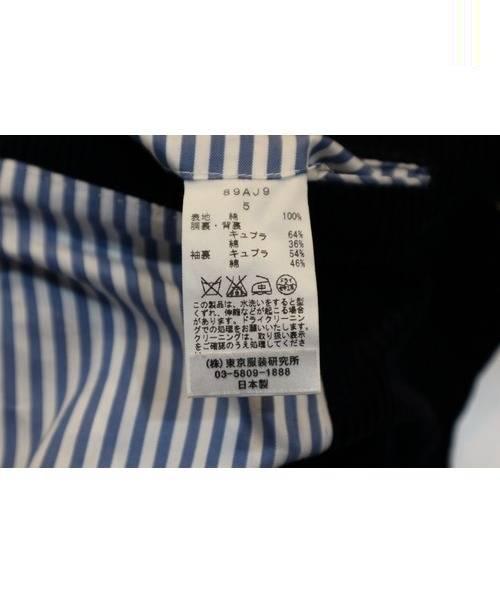 89AJ9
5
表地 綿 100%
胴裏・背裏
キュプラ 64%
綿 36%
袖裏 キュプラ 54%
綿 46%
ドライ
この製品は、水洗いをすると型
くずれ、伸縮などが起こる場合
があります。ドライクリーニン
グでの処理をお願いいたします。
クリーニングは、取り扱い表示
をご確認のうえ処理してくださ
い。
(株)東京服装研究所
03-5809-1888
日本製